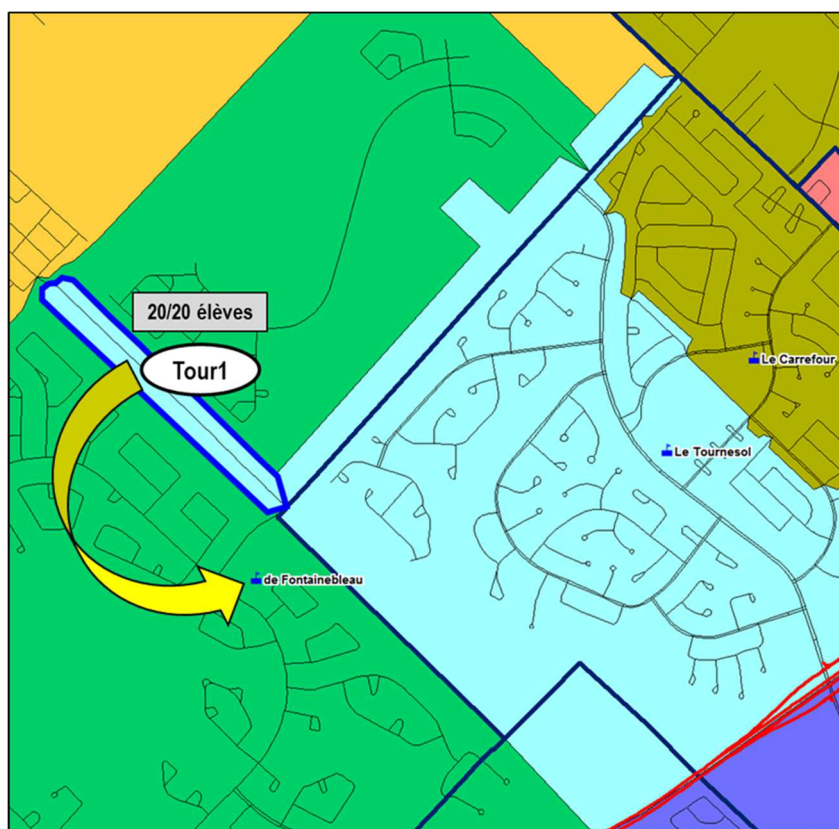 20/20 élèves
Tour1
Le Carrefour
Le Tournesol
de Fontainebleau